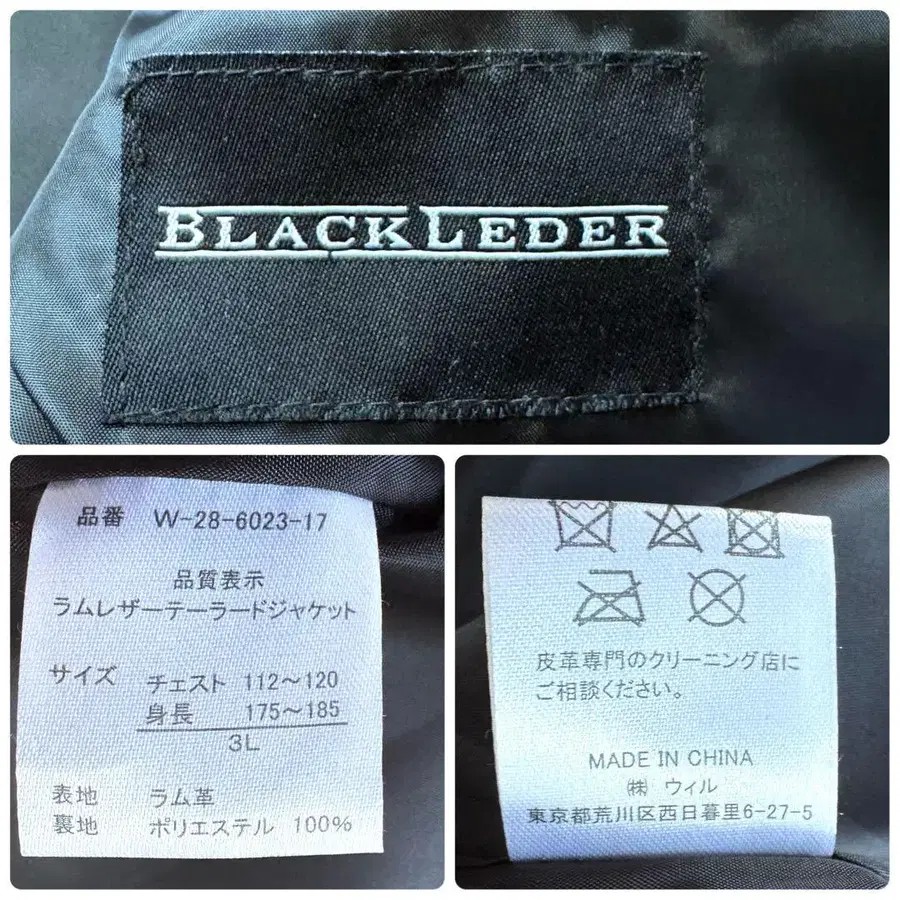 BLACKLEDER
品番 W-28-6023-17
品質表示
ラムレザーテーラードジャケット
サイズ チェスト 112～120
身長 175～185
3L
表地 ラム革
裏地 ポリエステル 100%
皮革専門のクリーニング店に
ご相談ください。
MADE IN CHINA
㈱ ウィル
東京都荒川区西日暮里6-27-5